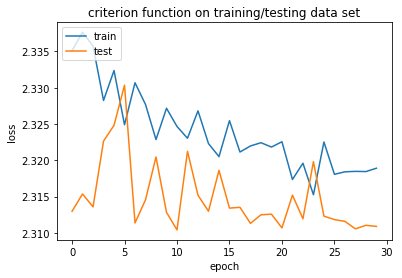 criterion function on training/testing data set
train
test
loss
2.335
2.330
2.325
2.320
2.315
2.310
0 5 10 15 20 25 30
epoch